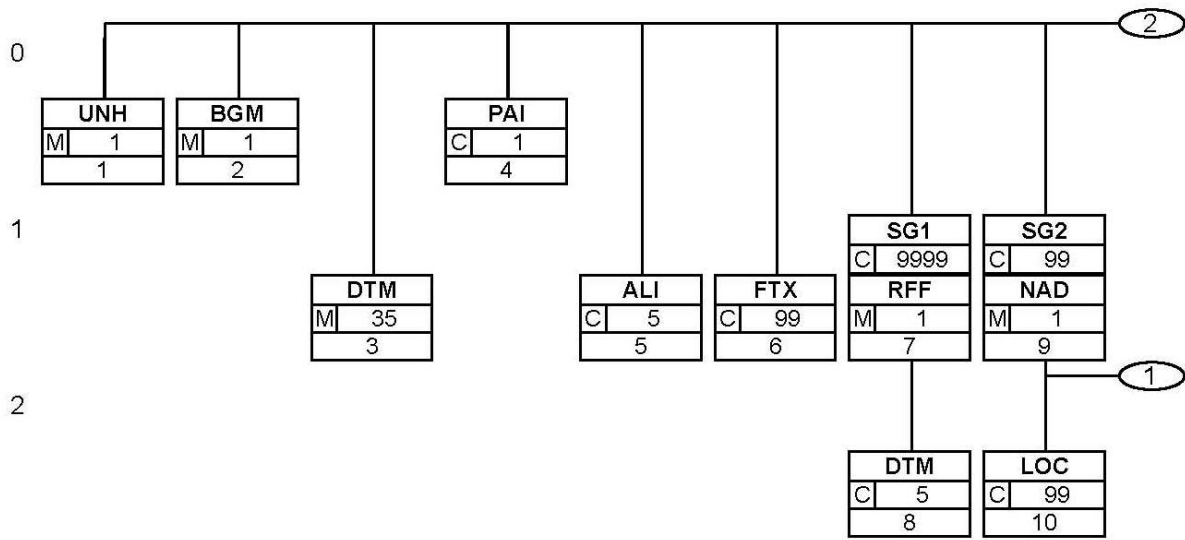 2
0
UNH BGM PAI
M 1 M 1 C 1
1 2 4
1
SG1 SG2
C 9999 C 99
DTM ALI FTX RFF NAD
M 35 C 5 C 99 M 1 M 1
3 5 6 7 9
1
2
DTM LOC
C 5 C 99
8 10